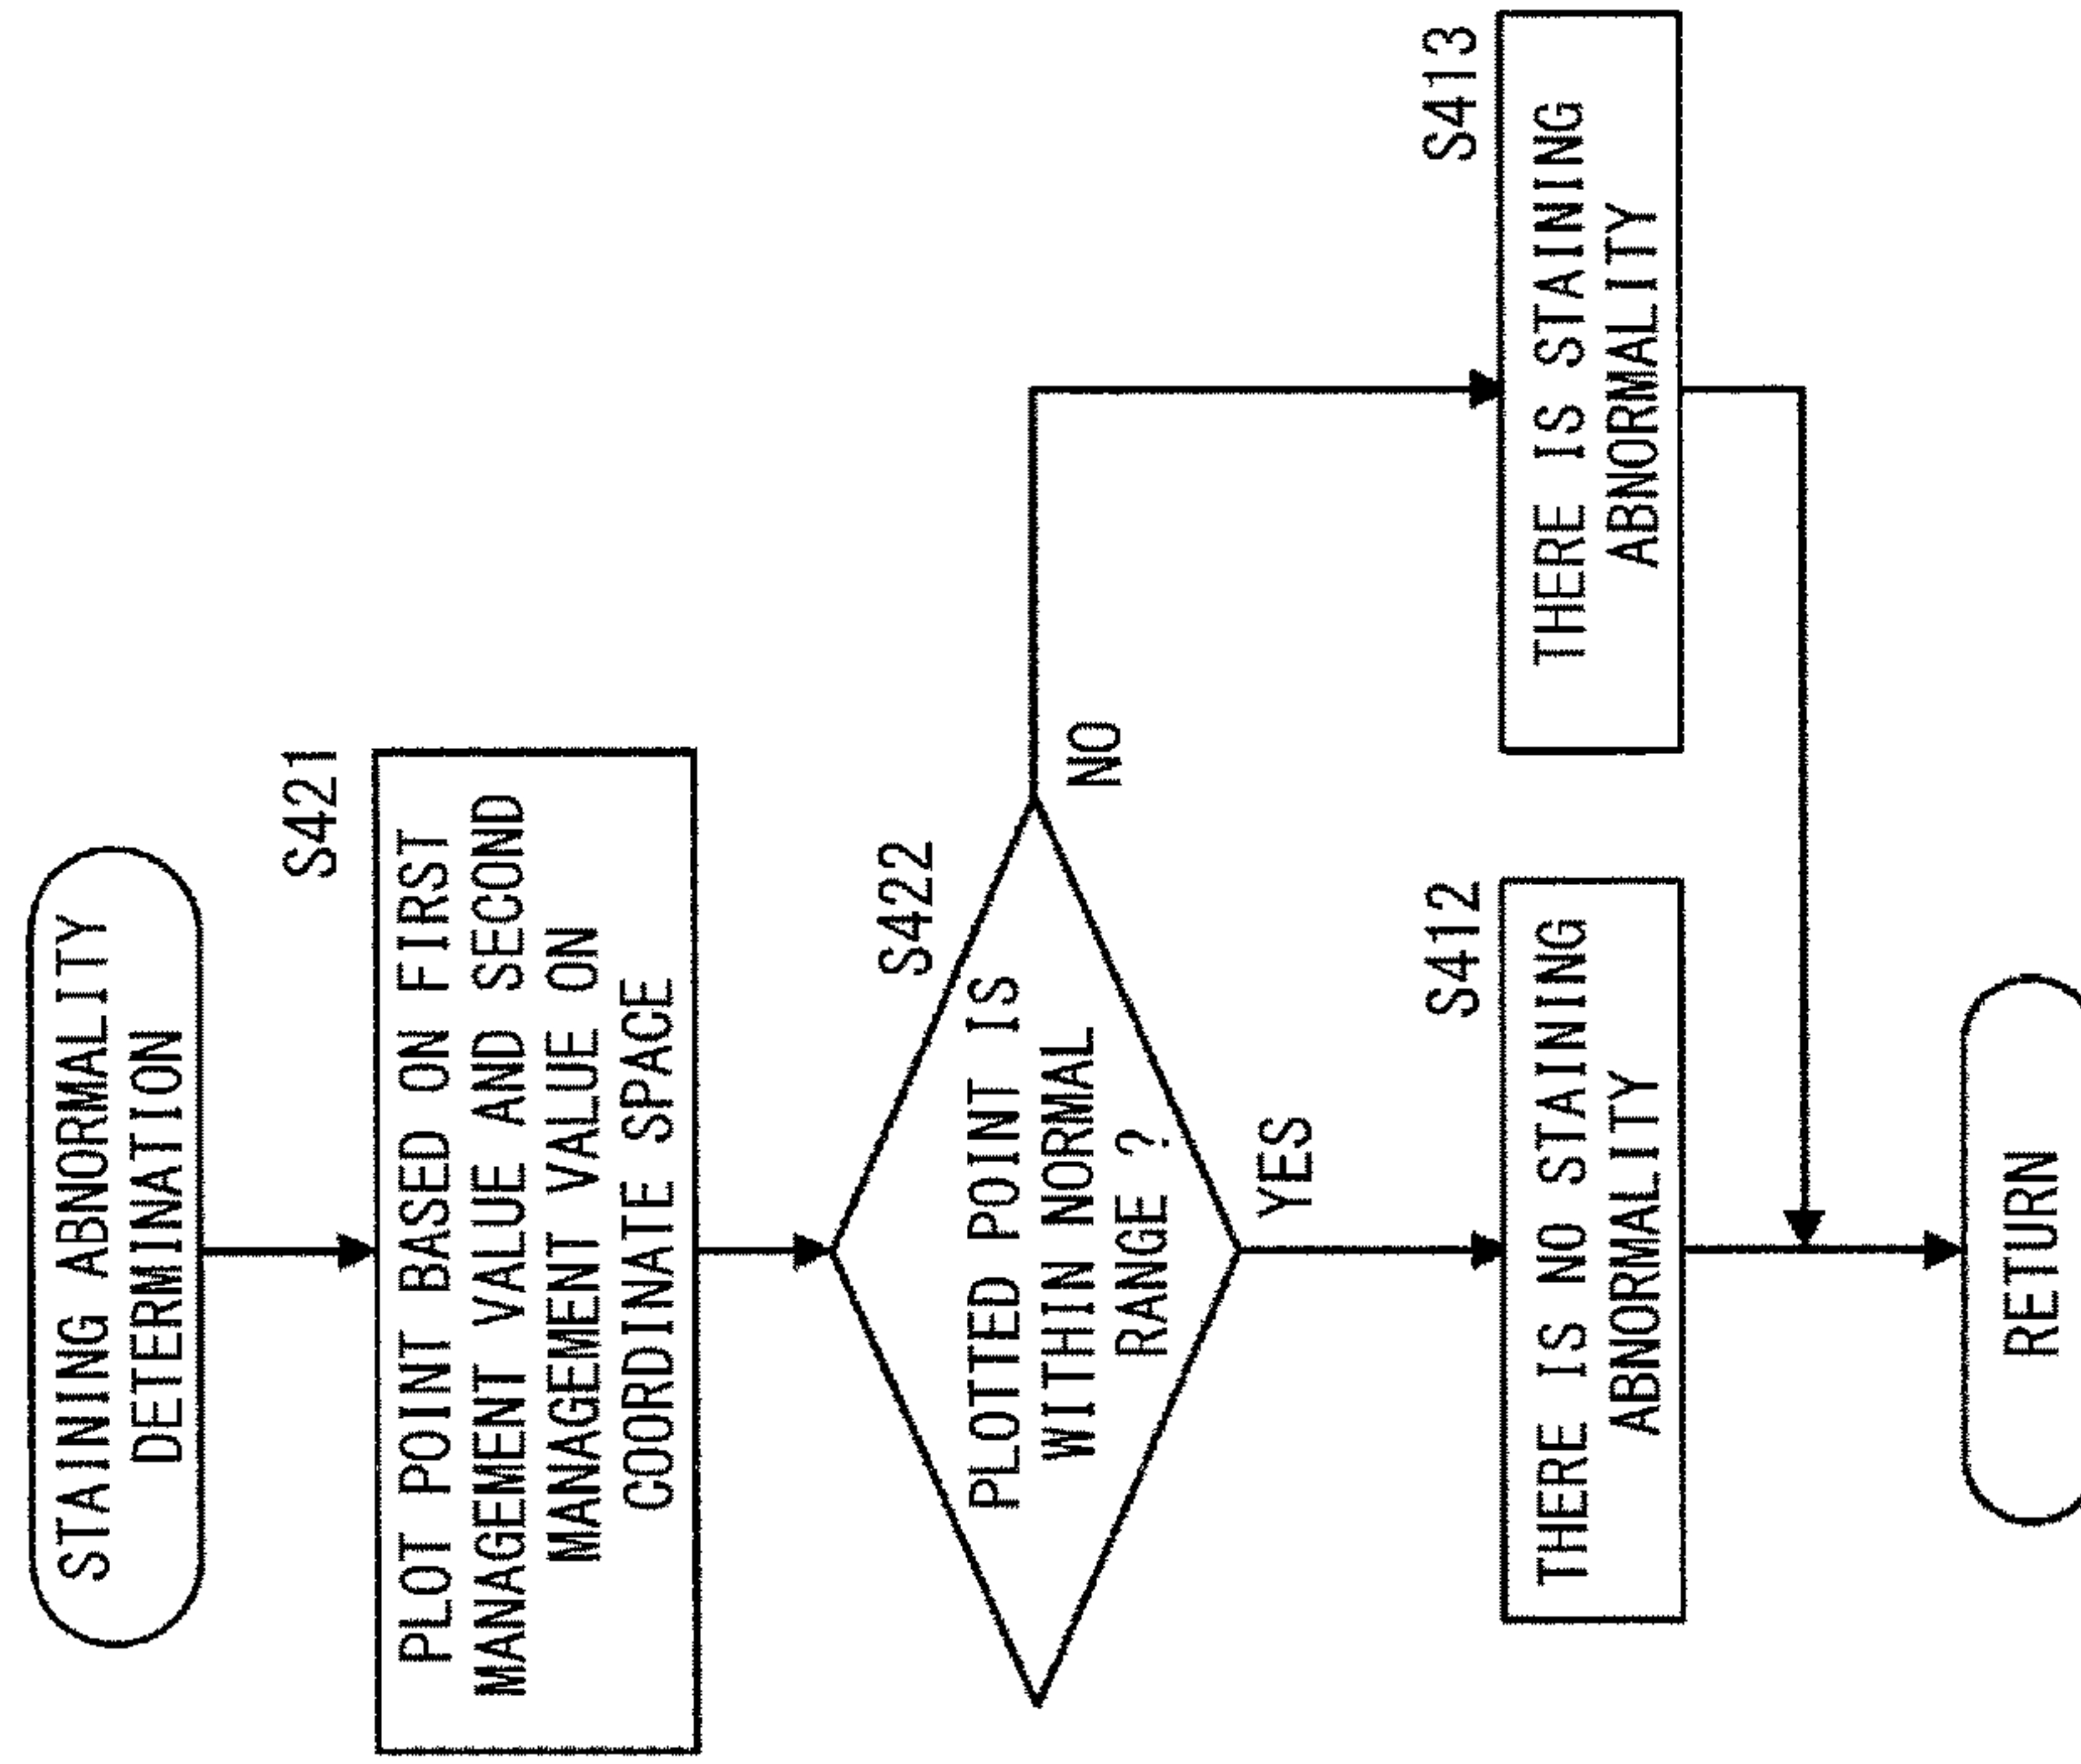 STAINING ABNORMALITY
DETERMINATION
S421
PLOT POINT BASED ON FIRST
MANAGEMENT VALUE AND SECOND
MANAGEMENT VALUE ON
COORDINATE SPACE
S422
PLOTTED POINT IS
WITHIN NORMAL
RANGE ?
NO
YES
S412
THERE IS NO STAINING
ABNORMALITY
S413
THERE IS STAINING
ABNORMALITY
RETURN